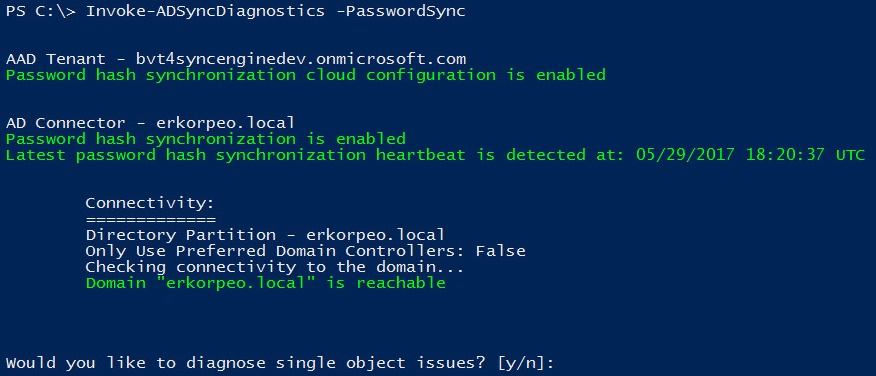 PS C:\> Invoke-ADSyncDiagnostics -PasswordSync
AAD Tenant - bvt4syncenginedev.onmicrosoft.com
Password hash synchronization cloud configuration is enabled
AD Connector - erkorpeo.local
Password hash synchronization is enabled
Latest password hash synchronization heartbeat is detected at: 05/29/2017 18:20:37 UTC
Connectivity:
=============
Directory Partition - erkorpeo.local
Only Use Preferred Domain Controllers: False
Checking connectivity to the domain...
Domain "erkorpeo.local" is reachable
Would you like to diagnose single object issues? [y/n]: